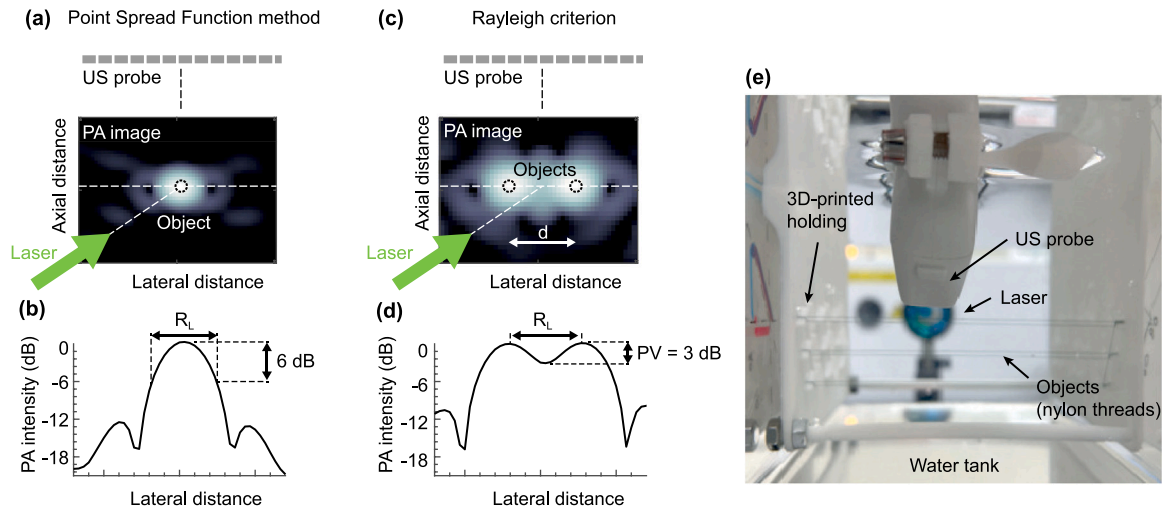 (a) Point Spread Function method
US probe
PA image
Axial distance
Object
Laser
Lateral distance
(b)
R_L
6 dB
PA intensity (dB)
0
-6
-12
-18
Lateral distance
(c) Rayleigh criterion
US probe
PA image
Axial distance
Objects
d
Laser
Lateral distance
(d)
R_L
PV = 3 dB
PA intensity (dB)
0
-6
-12
-18
Lateral distance
(e)
3D-printed
holding
US probe
Laser
Objects
(nylon threads)
Water tank